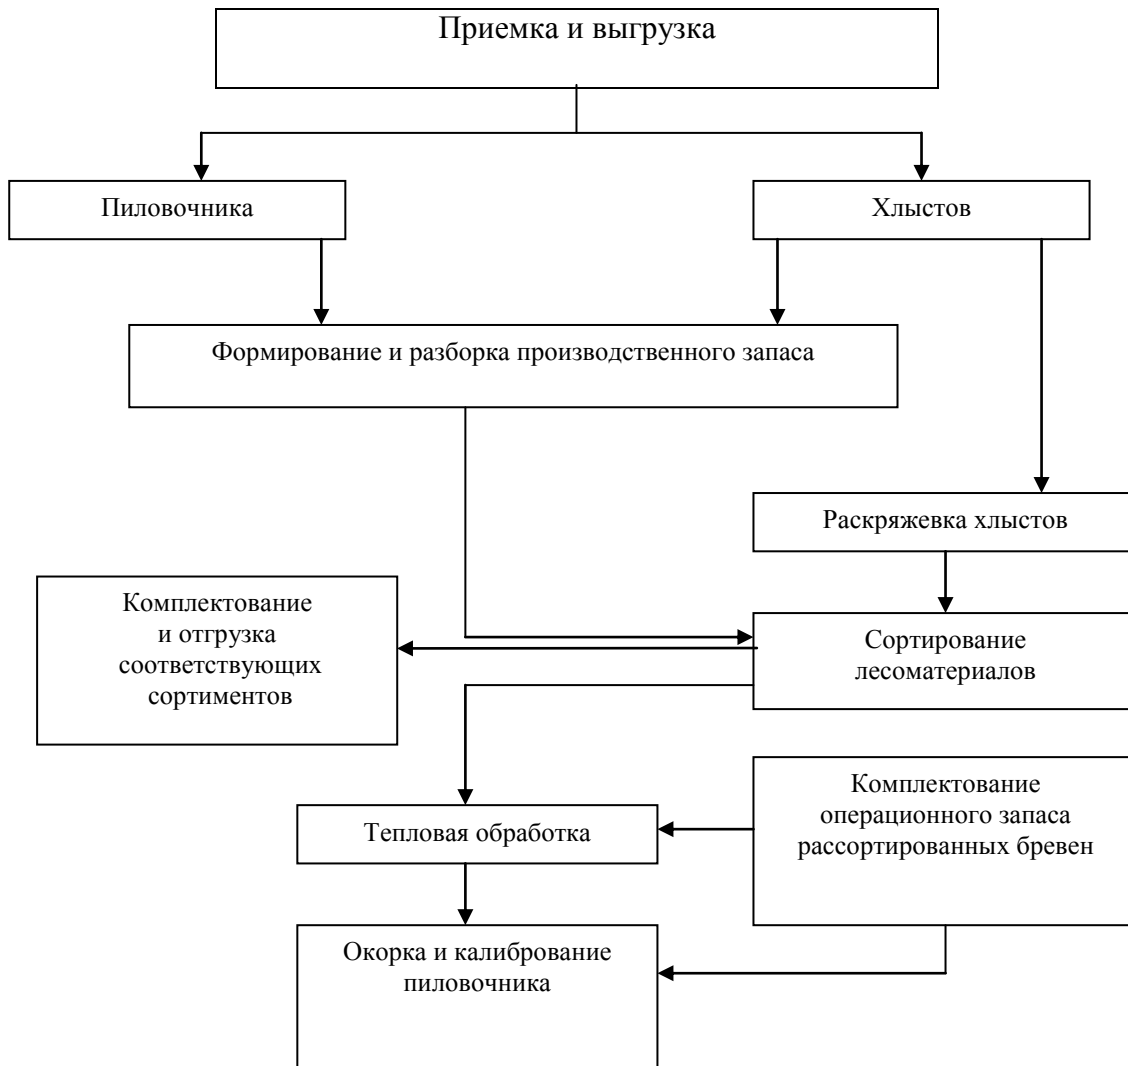 Приемка и выгрузка
Пиловочника
Хлыстов
Формирование и разборка производственного запаса
Раскряжевка хлыстов
Комплектование
и отгрузка
соответствующих
сортиментов
Сортирование
лесоматериалов
Комплектование
операционного запаса
рассортированных бревен
Тепловая обработка
Окорка и калибрование
пиловочника